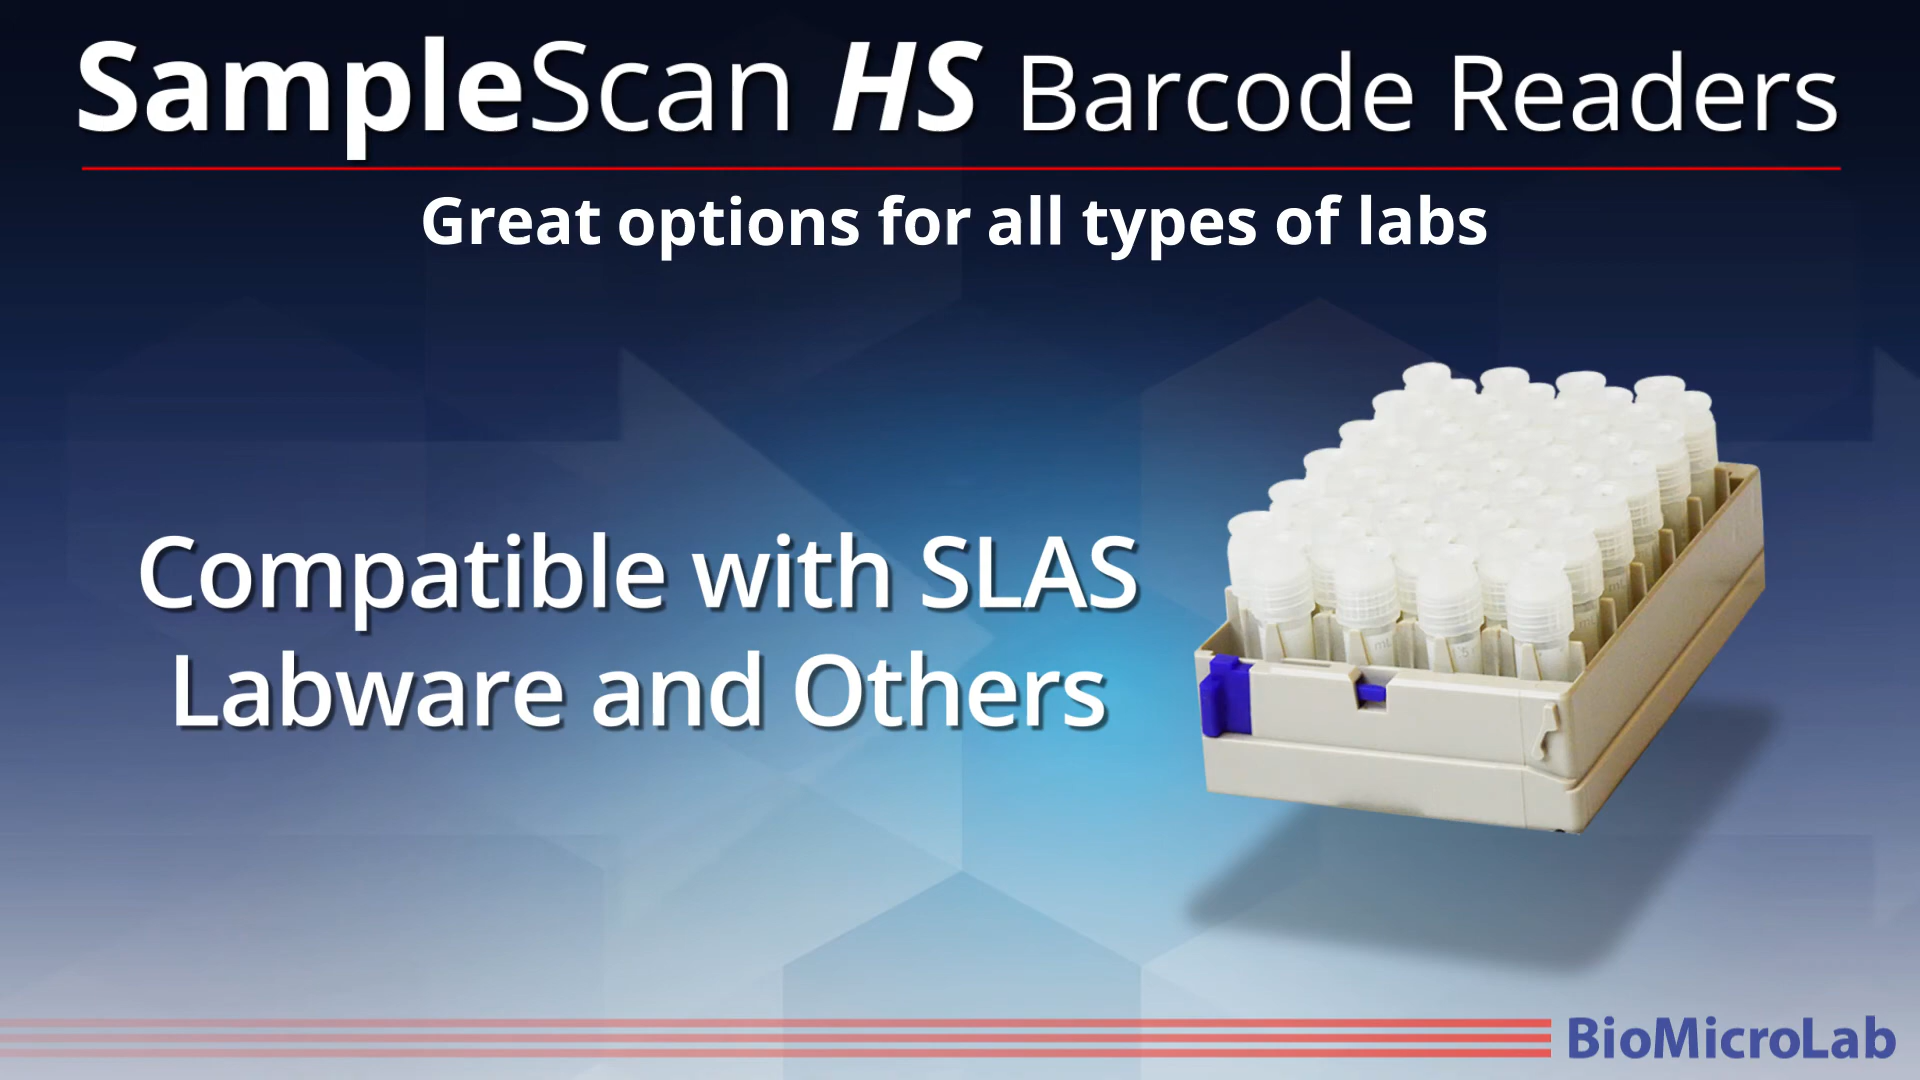 SampleScan HS Barcode Readers
Great options for all types of labs
Compatible with SLAS
Labware and Others
BioMicroLab